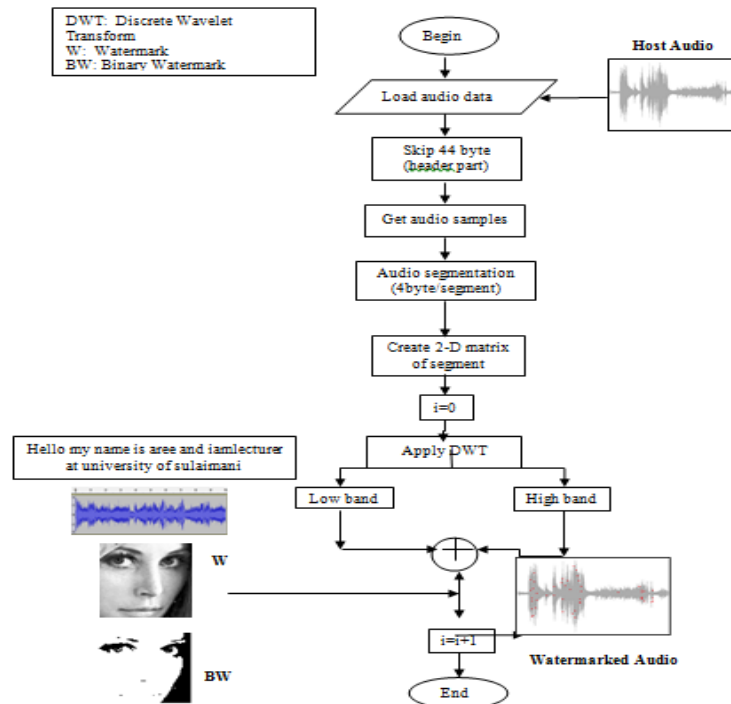 DWT: Discrete Wavelet
Transform
W: Watermark
BW: Binary Watermark
Begin
Host Audio
Load audio data
Skip 44 byte
(header part)
Get audio samples
Audio segmentation
(4byte/segment)
Create 2-D matrix
of segment
i=0
Hello my name is aree and iamlecturer
at university of sulaimani
Apply DWT
Low band
High band
W
i=i+1
Watermarked Audio
BW
End